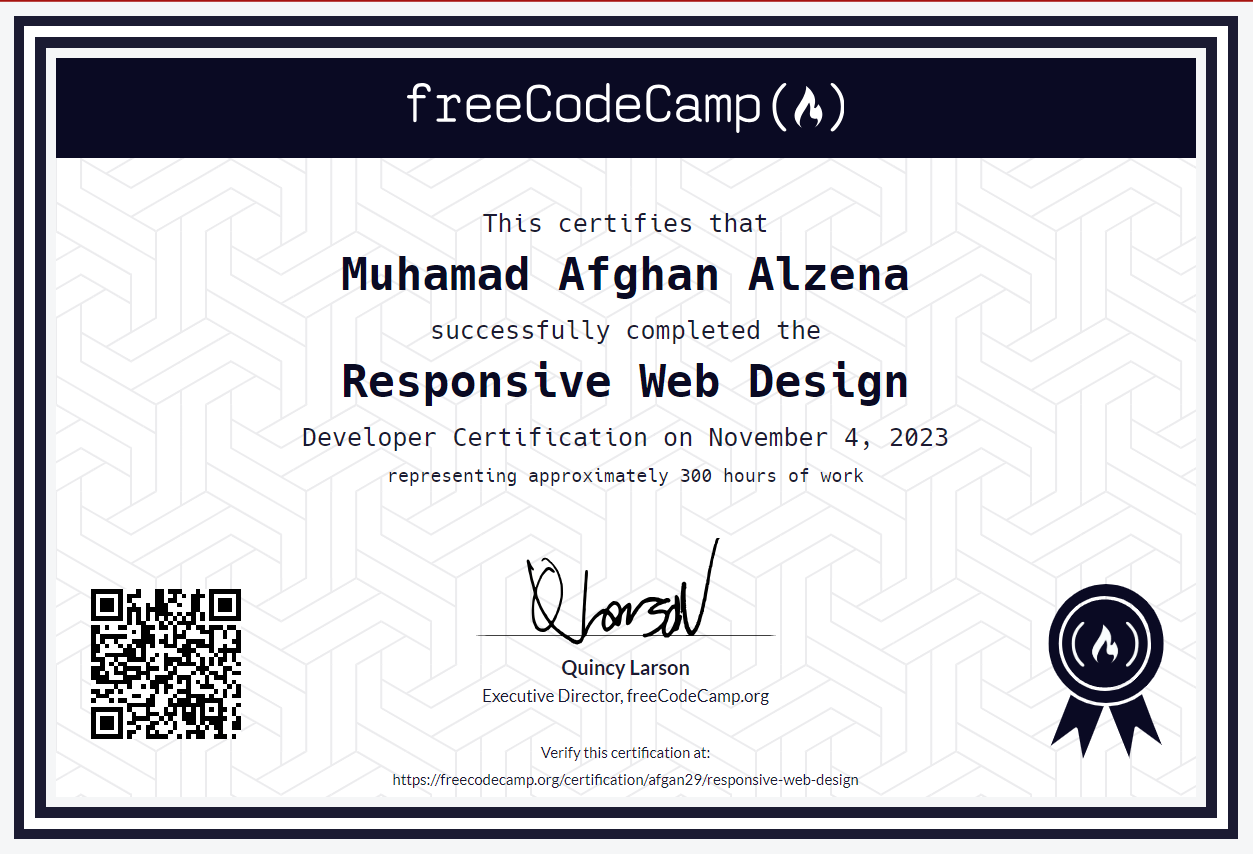 freeCodeCamp
This certifies that
Muhamad Afghan Alzena
successfully completed the
Responsive Web Design
Developer Certification on November 4, 2023
representing approximately 300 hours of work
Q Larson
Quincy Larson
Executive Director, freeCodeCamp.org
Verify this certification at:
https://freecodecamp.org/certification/afgan29/responsive-web-design